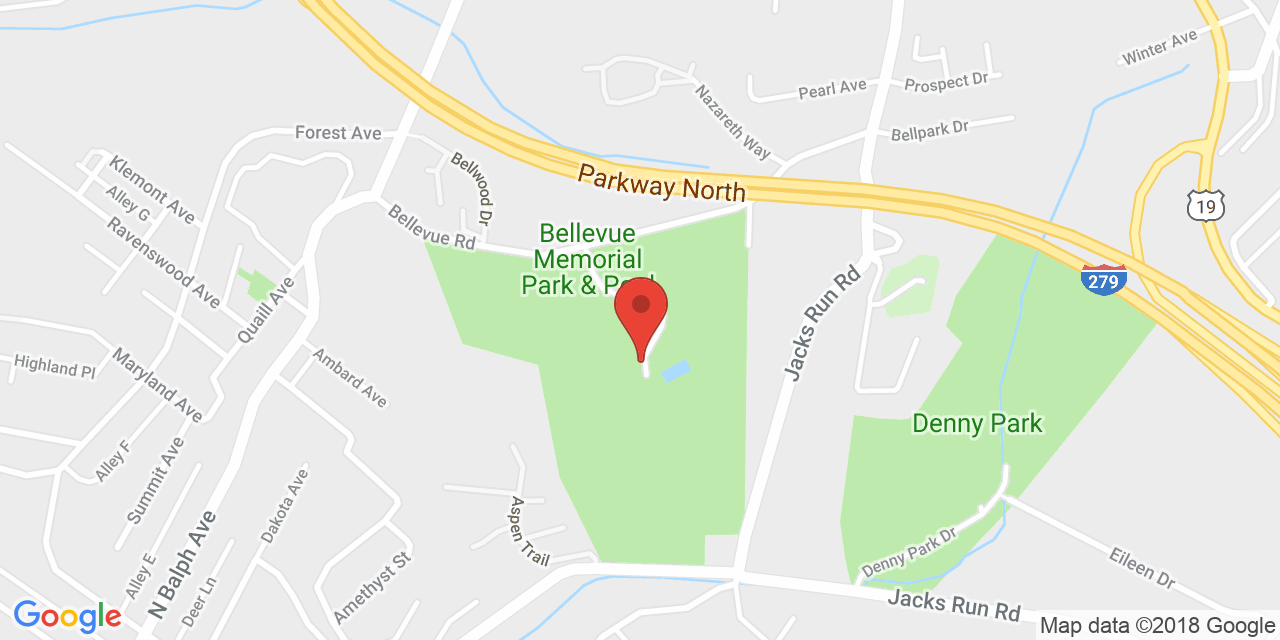 Winter Ave
Prospect Dr
Pearl Ave
Nazareth Way
Bellpark Dr
Forest Ave
Klemont Ave
Bellwood Dr
Parkway North
Alley G
19
Bellevue Rd
Bellevue
Memorial
Park & Po
Ravenswood Ave
Quaill Ave
279
Jacks Run Rd
Highland Pl
Maryland Ave
Ambard Ave
Denny Park
Alley F
Summit Ave
Dakota Ave
N Balph Ave
Aspen Trail
Denny Park Dr
Eileen Dr
Alley E
Deer Ln
Amethyst St
Jacks Run Rd
Google
Map data ©2018 Google